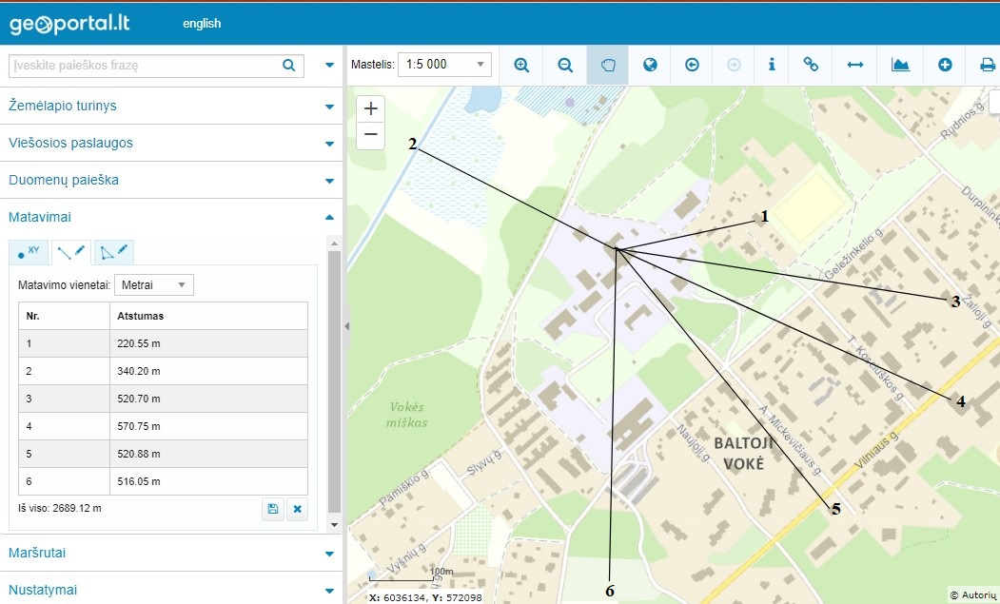 geoportal.lt
english
Įveskite paieškos frazę
Mastelis: 1:5 000
XY
Žemėlapio turinys
Viešosios paslaugos
Duomenų paieška
Matavimai
XY
Matavimo vienetai: Metrai
Nr. Atstumas
1 220.55 m
2 340.20 m
3 520.70 m
4 570.75 m
5 520.88 m
6 516.05 m
Iš viso: 2689.12 m
Maršrutai
Nustatymai
+
−
2
1
3
4
5
6
Rudnios g.
Durpininkų
Geležinkelio g.
Žalioji g.
T. Kosciuškos g.
Vokės
miškas
BALTOJI
VOKĖ
A. Mickevičiaus g.
Naujoji g.
Vilniaus g.
Slyvų g.
Pamiškio g.
Vyšnių g.
100m
X: 6036134, Y: 572098
© Autorių